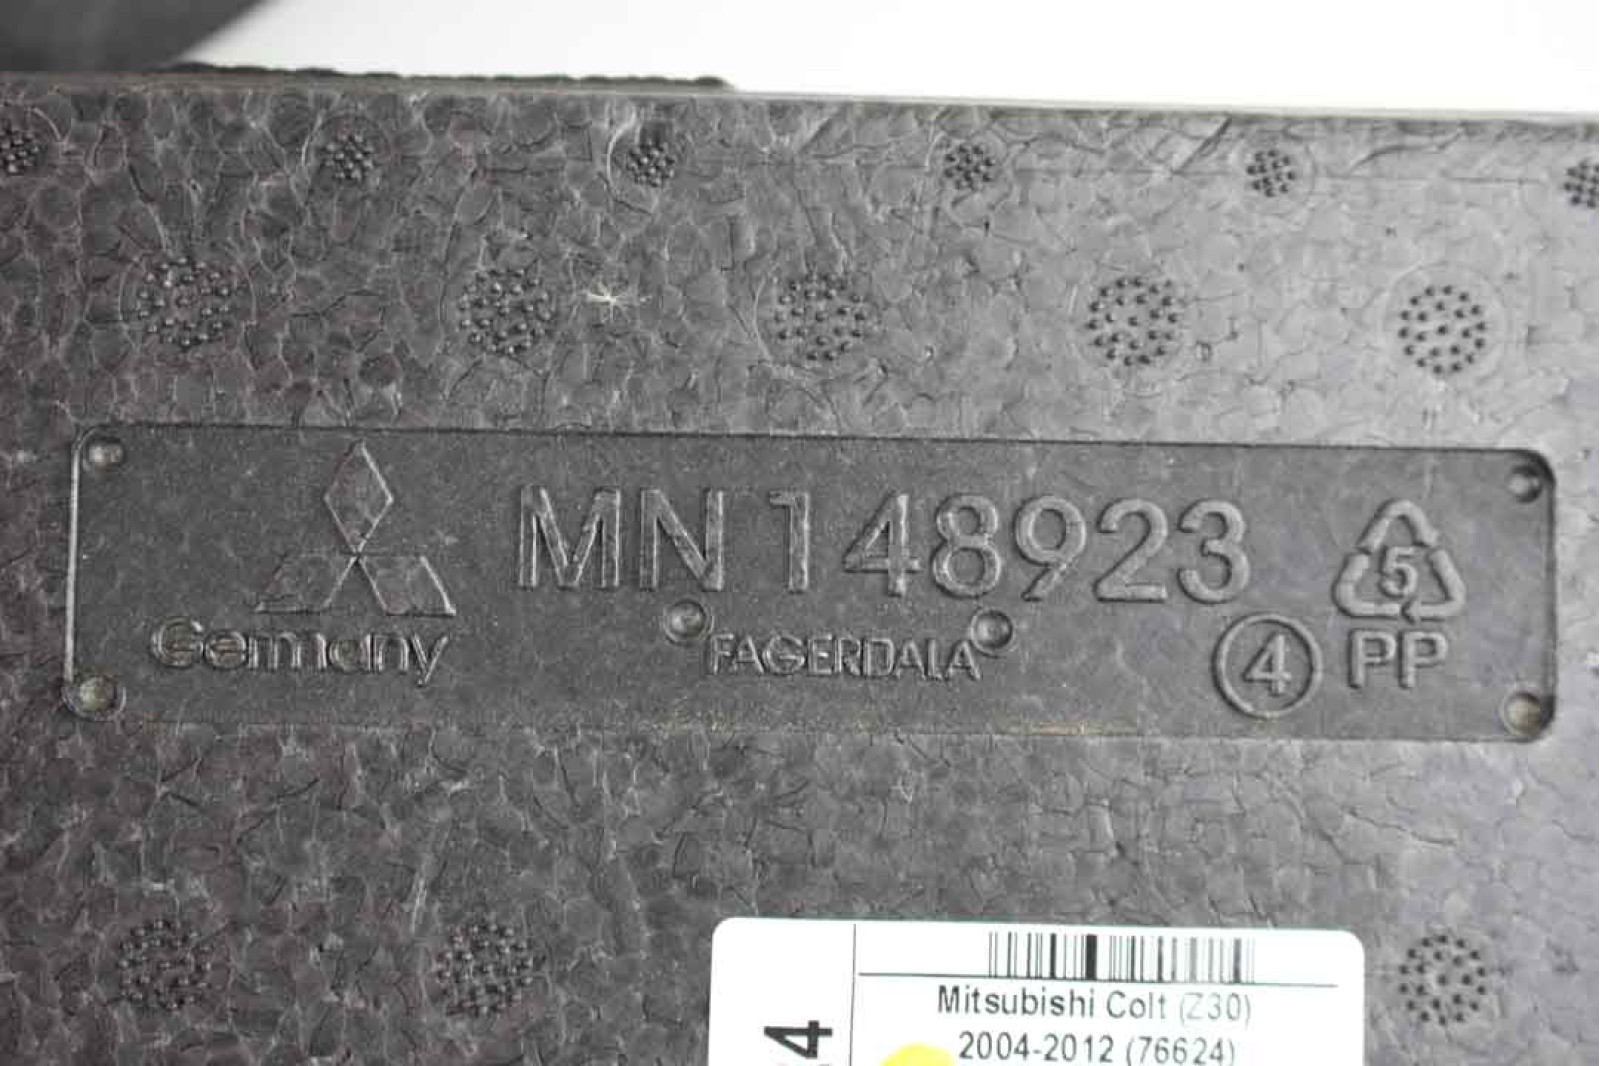 MN148923
5
Germany
FAGERDALA
4
PP
Mitsubishi Colt (Z30)
2004-2012 (76624)